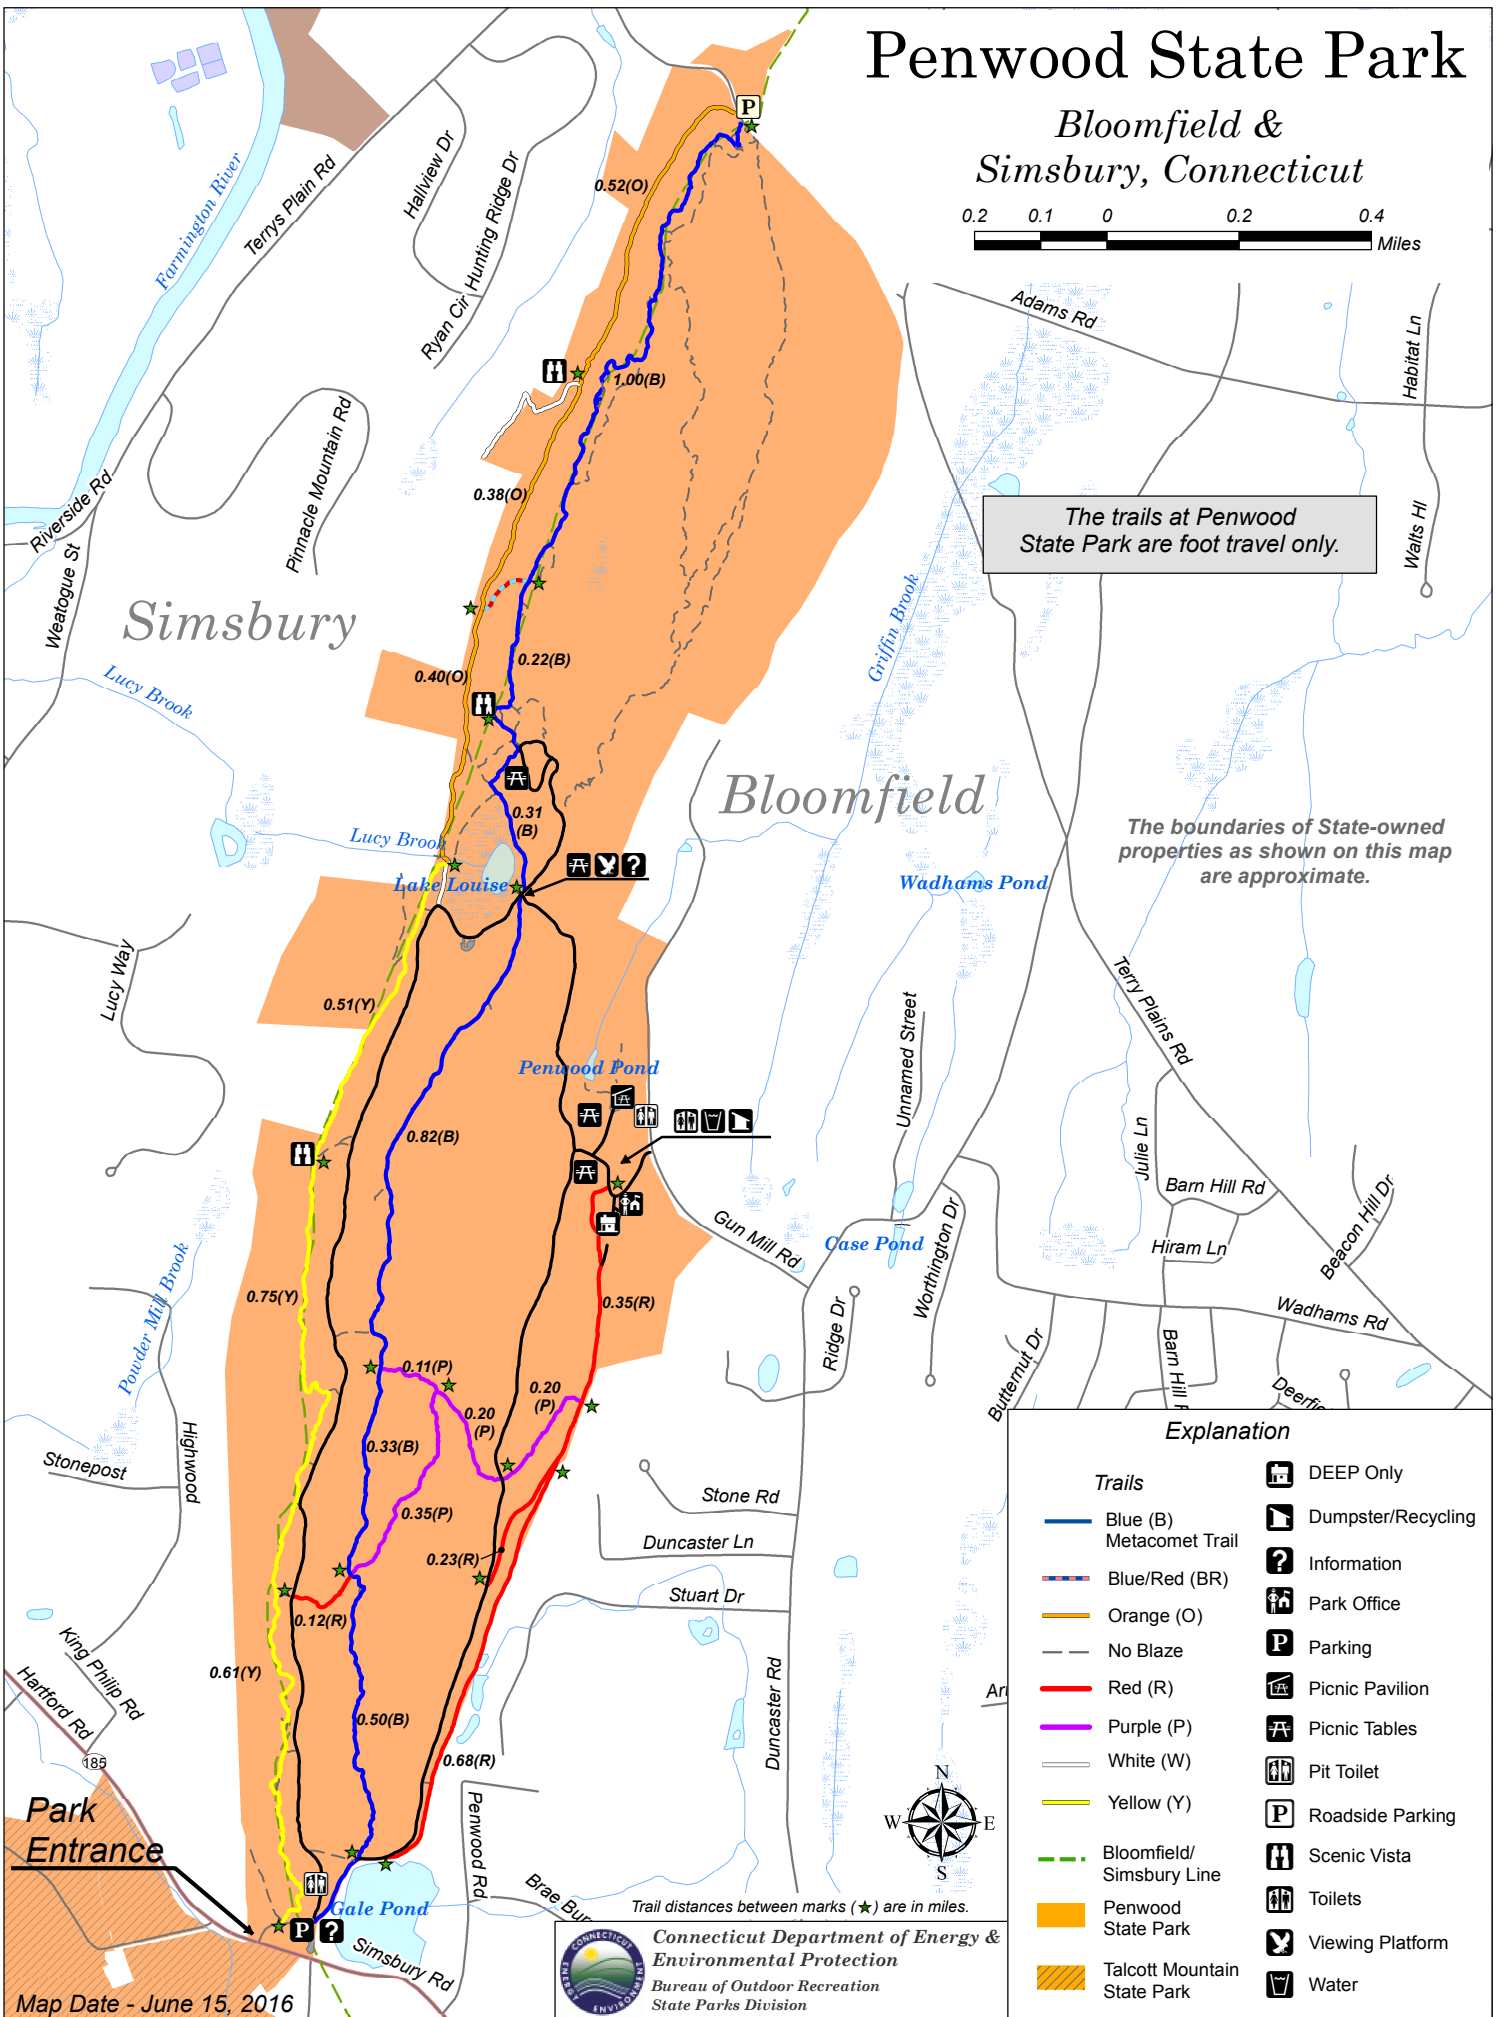 Penwood State Park
Bloomfield &
Simsbury, Connecticut
0.2 0.1 0 0.2 0.4
Miles
P
Farmington River
Terrys Plain Rd
Hallview Dr
Hunting Ridge Dr
Ryan Cir
0.52(O)
1.00(B)
Adams Rd
Habitat Ln
Pinnacle Mountain Rd
Riverside Rd
Weatogue St
0.38(O)
The trails at Penwood
State Park are foot travel only.
Walts Hl
Griffin Brook
Simsbury
0.22(B)
0.40(O)
Lucy Brook
Bloomfield
0.31
(B)
Lucy Brook
The boundaries of State-owned
properties as shown on this map
are approximate.
?
Lake Louise
Wadhams Pond
Lucy Way
0.51(Y)
Terry Plains Rd
Unnamed Street
Penwood Pond
0.82(B)
Julie Ln
Barn Hill Rd
Beacon Hill Dr
Gun Mill Rd
Case Pond
Worthington Dr
Hiram Ln
Powder Mill Brook
0.75(Y)
0.35(R)
Ridge Dr
Wadhams Rd
Butternut Dr
Barn Hill R
Deerfie
0.11(P)
0.20
(P)
0.20
(P)
0.33(B)
Highwood
Stonepost
Stone Rd
0.35(P)
Duncaster Ln
0.23(R)
Stuart Dr
0.12(R)
King Philip Rd
Hartford Rd
0.61(Y)
Duncaster Rd
Ar
0.50(B)
0.68(R)
185
Park
Entrance
Penwood Rd
N
W E
S
Brae Bur
Gale Pond
P ?
Simsbury Rd
Map Date - June 15, 2016
Trail distances between marks ( ) are in miles.
CONNECTICUT
ENERGY
ENVIRONMENT
Connecticut Department of Energy &
Environmental Protection
Bureau of Outdoor Recreation
State Parks Division
Explanation
Trails
Blue (B)
Metacomet Trail
Blue/Red (BR)
Orange (O)
No Blaze
Red (R)
Purple (P)
White (W)
Yellow (Y)
Bloomfield/
Simsbury Line
Penwood
State Park
Talcott Mountain
State Park
DEEP Only
Dumpster/Recycling
? Information
Park Office
P Parking
Picnic Pavilion
Picnic Tables
Pit Toilet
P Roadside Parking
Scenic Vista
Toilets
Viewing Platform
Water